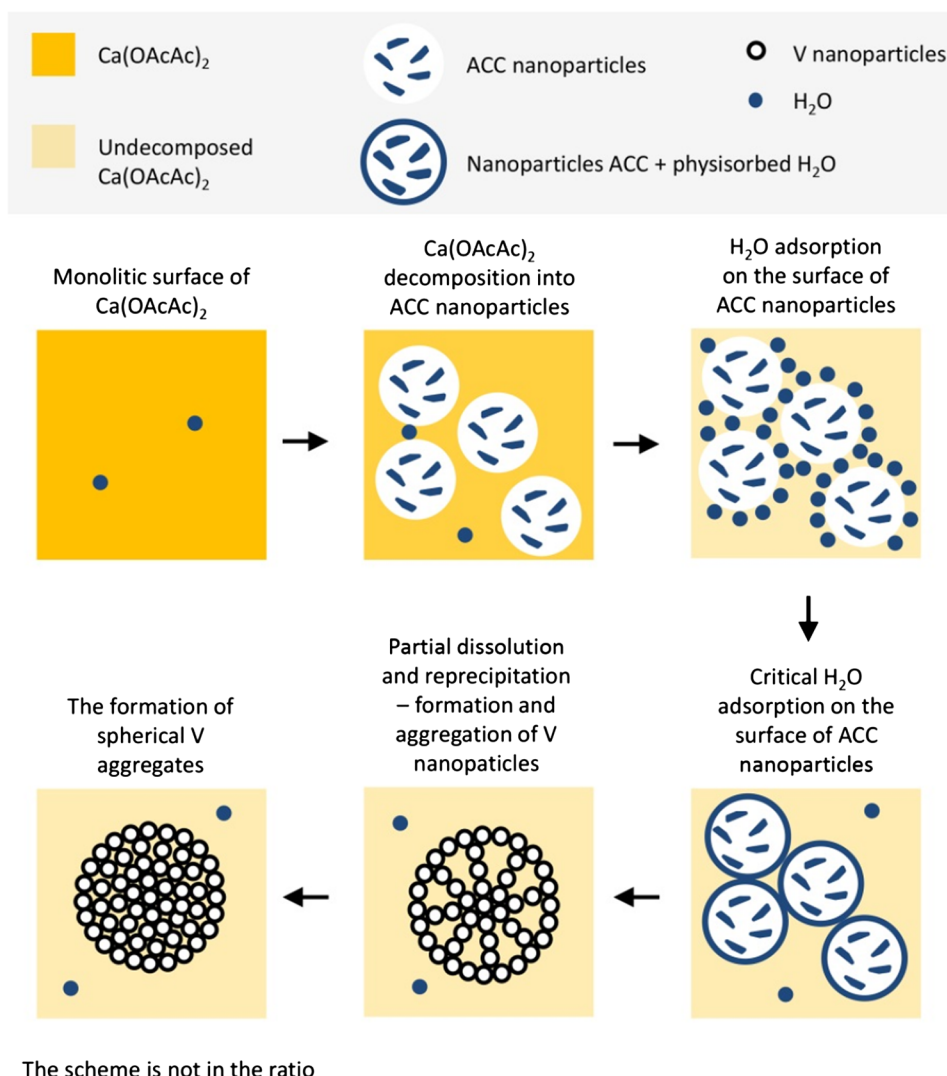 Ca(OAcAc)₂
ACC nanoparticles
V nanoparticles
H₂O
Undecomposed
Ca(OAcAc)₂
Nanoparticles ACC + physisorbed H₂O
Monolitic surface of
Ca(OAcAc)₂
Ca(OAcAc)₂
decomposition into
ACC nanoparticles
H₂O adsorption
on the surface of
ACC nanoparticles
The formation of
spherical V
aggregates
Partial dissolution
and reprecipitation
– formation and
aggregation of V
nanopaticles
Critical H₂O
adsorption on the
surface of ACC
nanoparticles
The scheme is not in the ratio